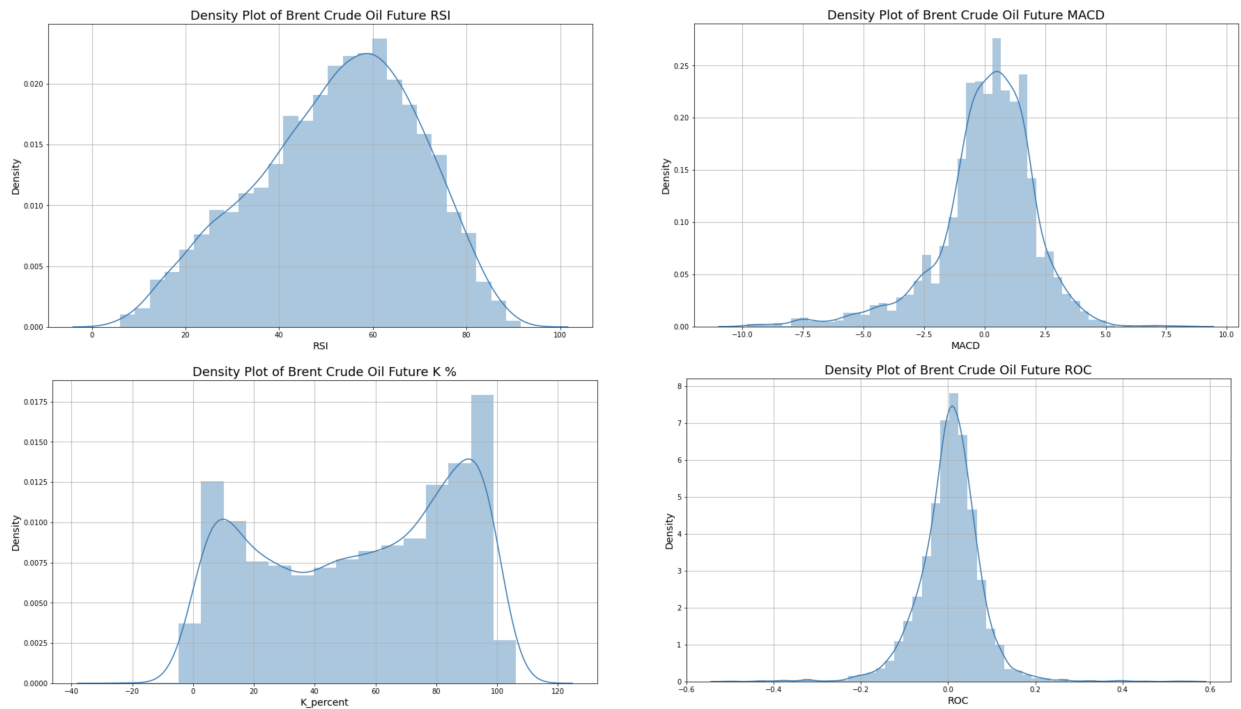 Density Plot of Brent Crude Oil Future RSI
Density
0.020
0.015
0.010
0.005
0.000
0 20 40 60 80 100
RSI
Density Plot of Brent Crude Oil Future MACD
Density
0.25
0.20
0.15
0.10
0.05
0.00
−10.0 −7.5 −5.0 −2.5 0.0 2.5 5.0 7.5 10.0
MACD
Density Plot of Brent Crude Oil Future K %
Density
0.0175
0.0150
0.0125
0.0100
0.0075
0.0050
0.0025
0.0000
−40 −20 0 20 40 60 80 100 120
K_percent
Density Plot of Brent Crude Oil Future ROC
Density
8
7
6
5
4
3
2
1
0
−0.6 −0.4 −0.2 0.0 0.2 0.4 0.6
ROC